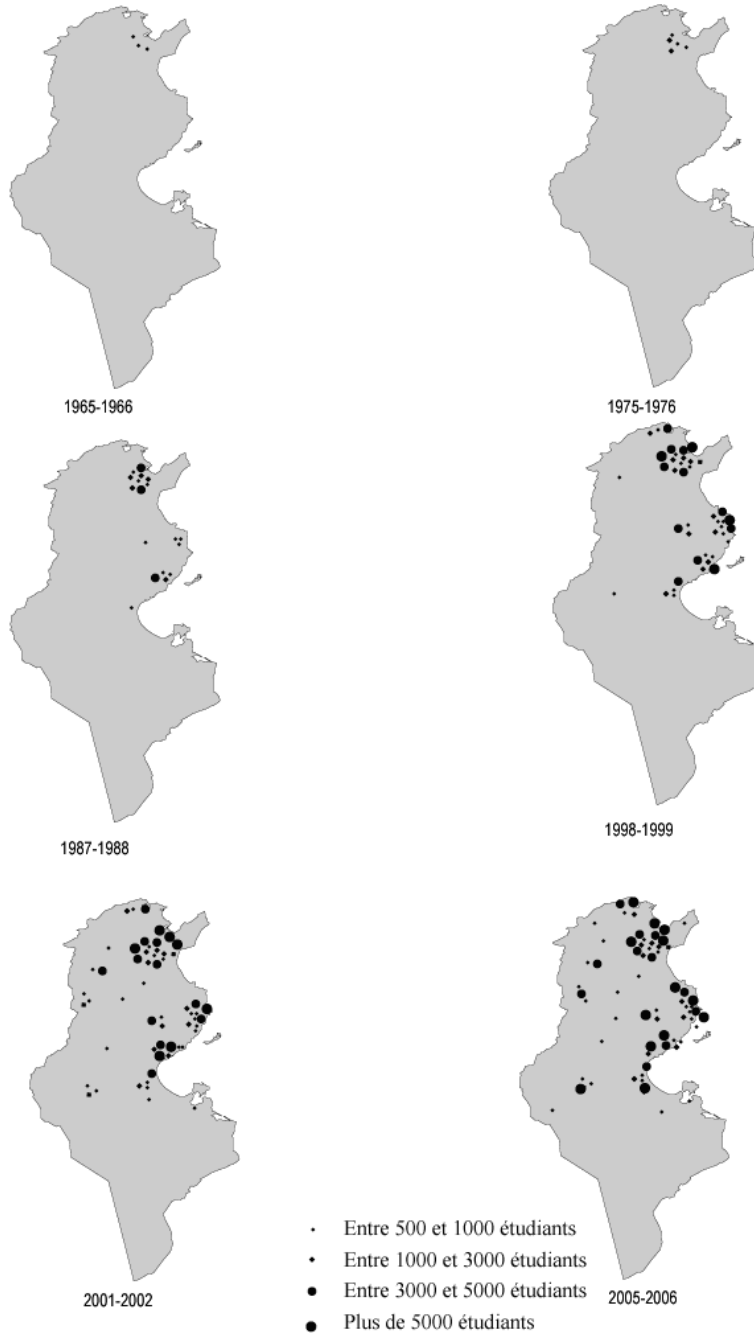 1965-1966
1975-1976
1987-1988
1998-1999
2001-2002
2005-2006
Entre 500 et 1000 étudiants
Entre 1000 et 3000 étudiants
Entre 3000 et 5000 étudiants
Plus de 5000 étudiants